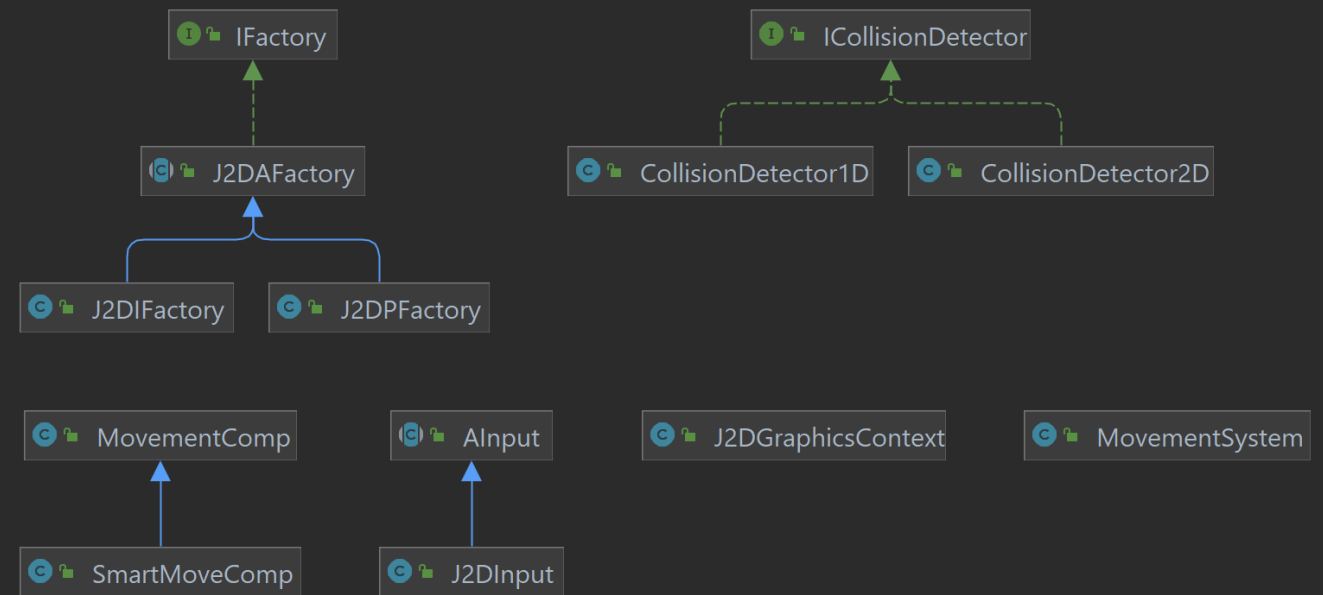 I IFactory
I ICollisionDetector
C J2DAFactory
C CollisionDetector1D
C CollisionDetector2D
C J2DIFactory
C J2DPFactory
C MovementComp
C AInput
C J2DGraphicsContext
C MovementSystem
C SmartMoveComp
C J2DInput